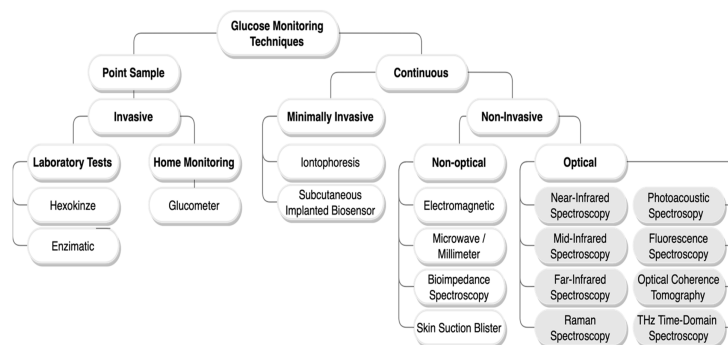 Glucose Monitoring
Techniques
Point Sample
Continuous
Invasive
Minimally Invasive
Non-Invasive
Laboratory Tests
Home Monitoring
Iontophoresis
Non-optical
Optical
Hexokinze
Glucometer
Subcutaneous
Implanted Biosensor
Electromagnetic
Near-Infrared
Spectroscopy
Photoacoustic
Spectrosopy
Enzimatic
Microwave /
Millimeter
Mid-Infrared
Spectroscopy
Fluorescence
Spectroscopy
Bioimpedance
Spectroscopy
Far-Infrared
Spectroscopy
Optical Coherence
Tomography
Skin Suction Blister
Raman
Spectroscopy
THz Time-Domain
Spectroscopy